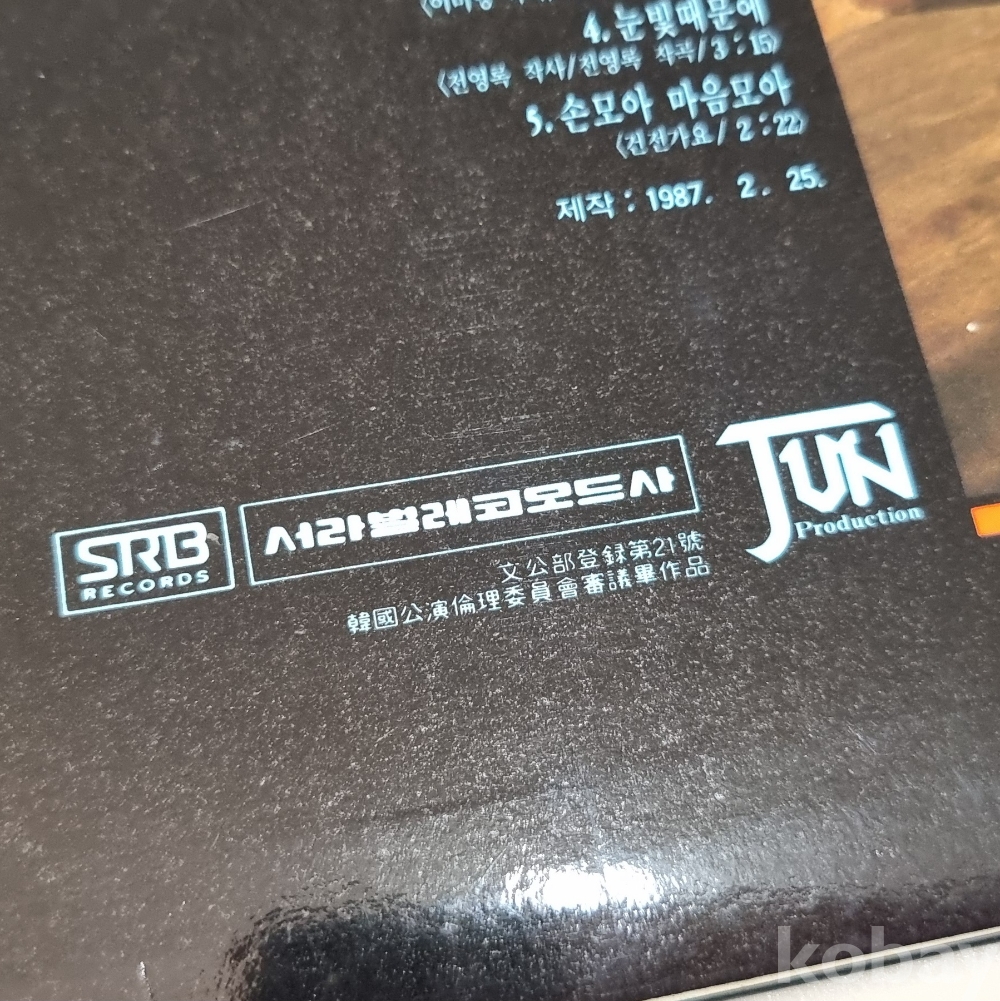 4. 눈빛때문에
〈전영록 작사/전영록 작곡/3:15〉
5. 손모아 마음모아
〈건전가요/2:22〉
제작: 1987. 2. 25.
JUN
Production
SRB
RECORDS
서라벌레코오드사
文公部登録第21號
韓國公演倫理委員會審議畢作品